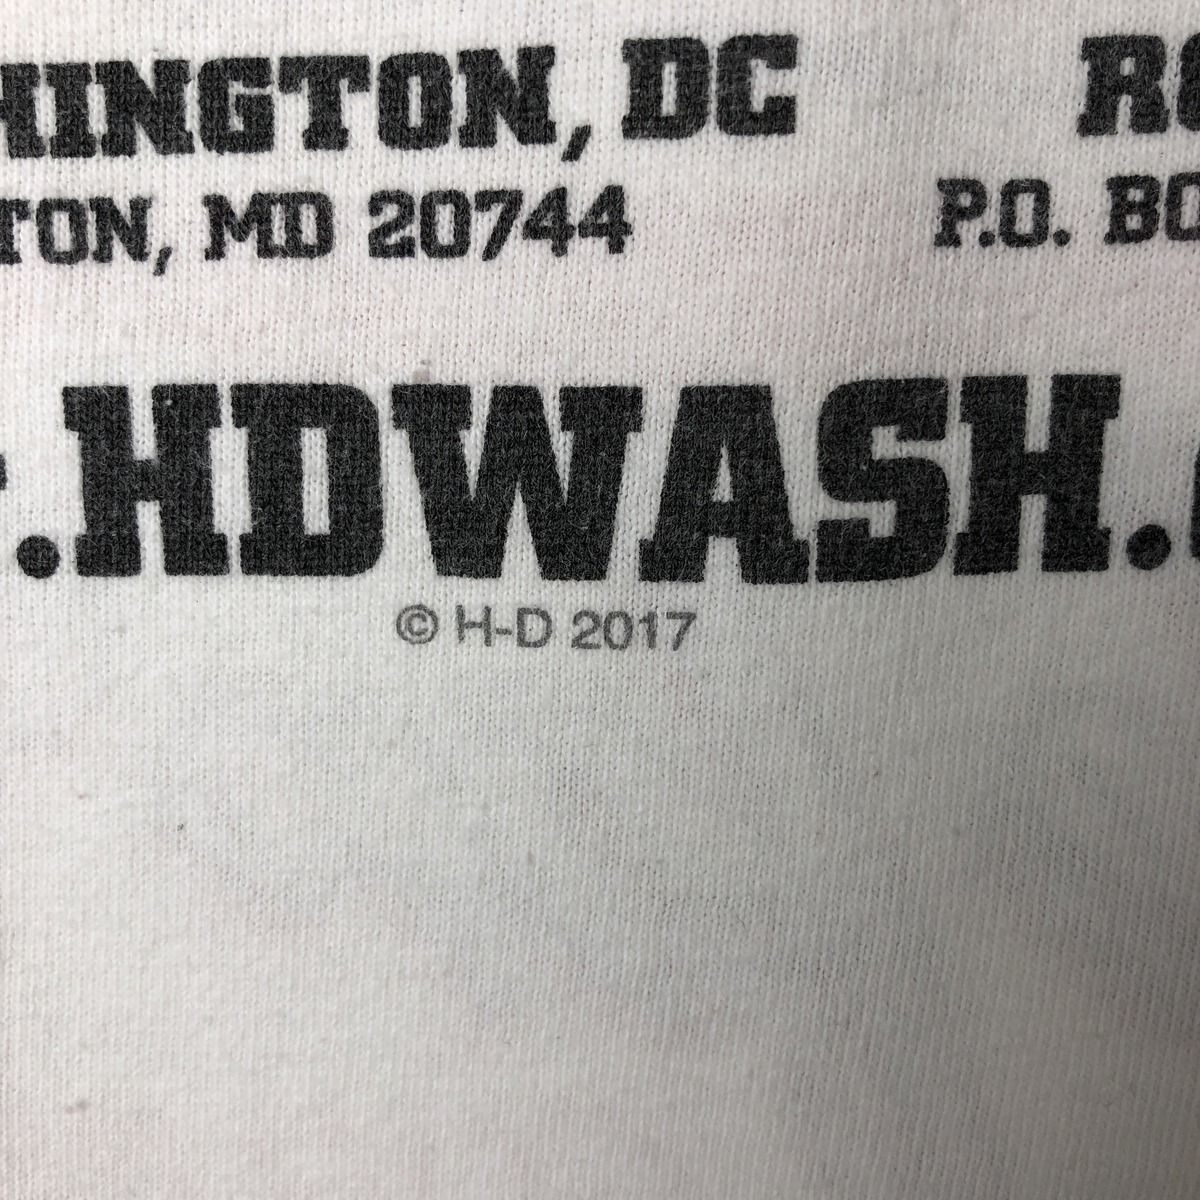 HINGTON, DC R
TON, MD 20744 P.O. BO
.HDWASH.
© H-D 2017